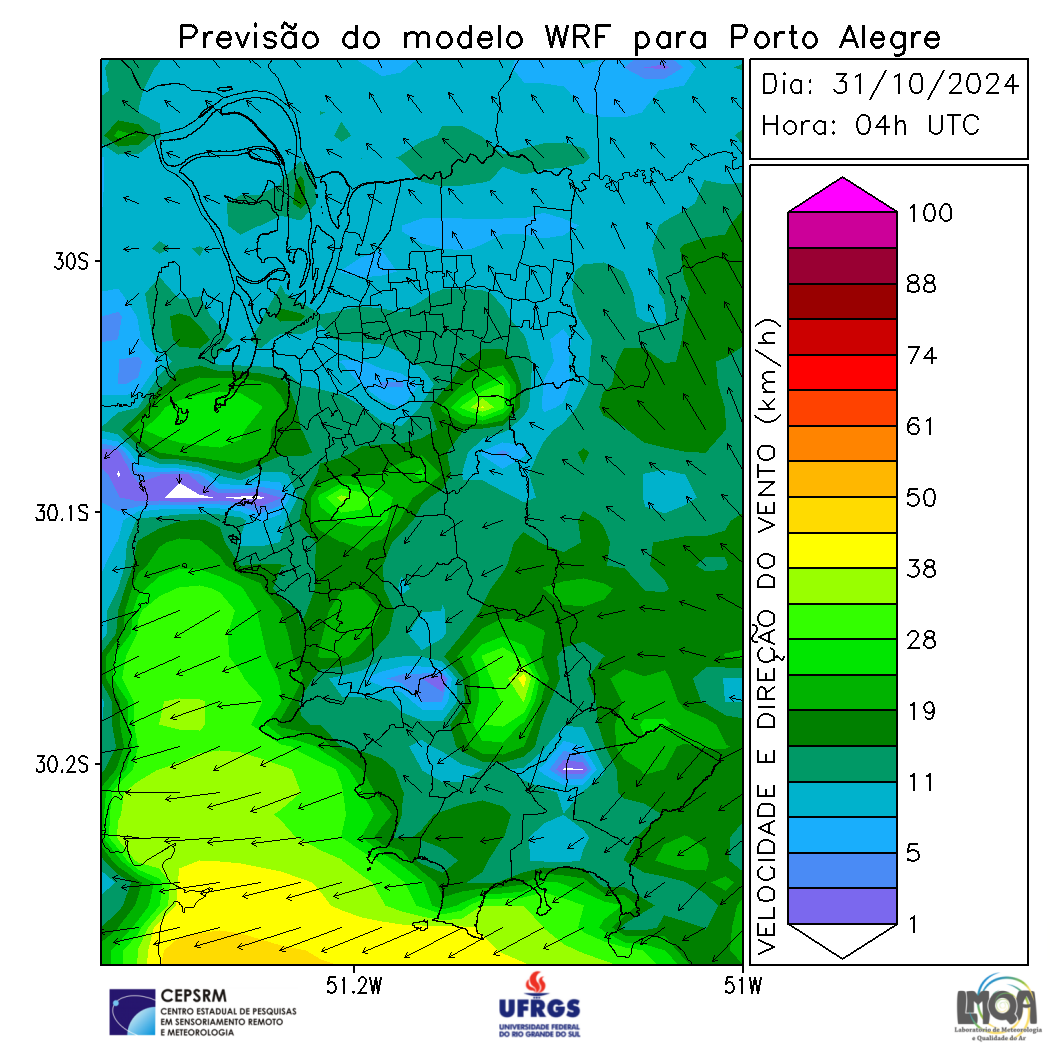 Previsão do modelo WRF para Porto Alegre
Dia: 31/10/2024
Hora: 04h UTC
30S
30.1S
30.2S
51.2W
51W
VELOCIDADE E DIREÇÃO DO VENTO (km/h)
100
88
74
61
50
38
28
19
11
5
1
CEPSRM
CENTRO ESTADUAL DE PESQUISAS
EM SENSORIAMENTO REMOTO
E METEOROLOGIA
UFRGS
UNIVERSIDADE FEDERAL
DO RIO GRANDE DO SUL
LMQA
Laboratório de Meteorologia
e Qualidade do Ar